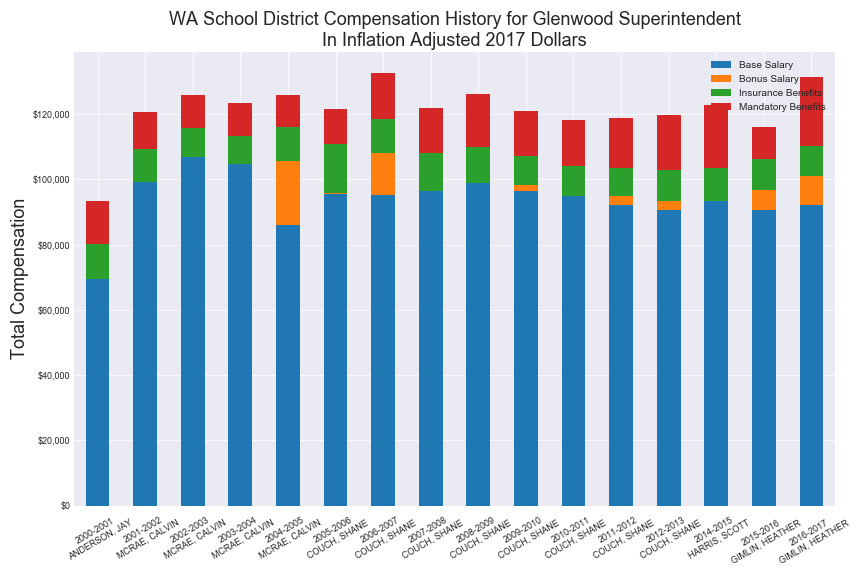 WA School District Compensation History for Glenwood Superintendent
In Inflation Adjusted 2017 Dollars
Base Salary
Bonus Salary
Insurance Benefits
Mandatory Benefits
Total Compensation
$120,000
$100,000
$80,000
$60,000
$40,000
$20,000
$0
2000-2001
ANDERSON, JAY
2001-2002
MCRAE, CALVIN
2002-2003
MCRAE, CALVIN
2003-2004
MCRAE, CALVIN
2004-2005
MCRAE, CALVIN
2005-2006
COUCH, SHANE
2006-2007
COUCH, SHANE
2007-2008
COUCH, SHANE
2008-2009
COUCH, SHANE
2009-2010
COUCH, SHANE
2010-2011
COUCH, SHANE
2011-2012
COUCH, SHANE
2012-2013
COUCH, SHANE
2014-2015
HARRIS, SCOTT
2015-2016
GIMLIN, HEATHER
2016-2017
GIMLIN, HEATHER